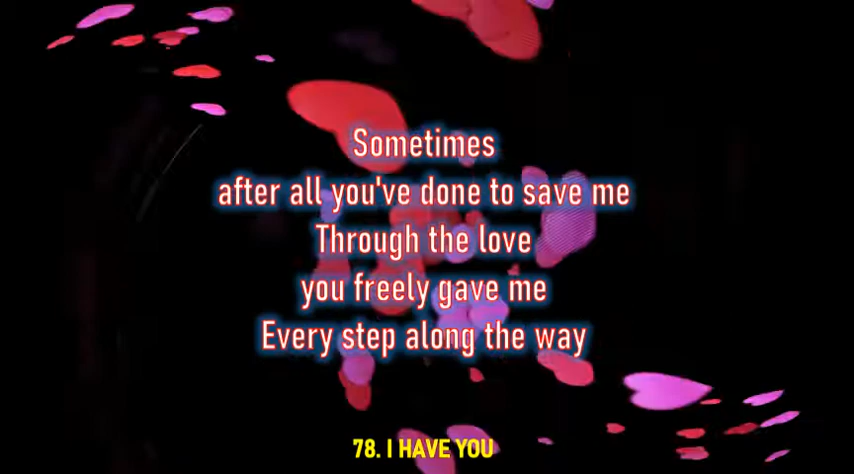 Sometimes
after all you've done to save me
Through the love
you freely gave me
Every step along the way
78. I HAVE YOU